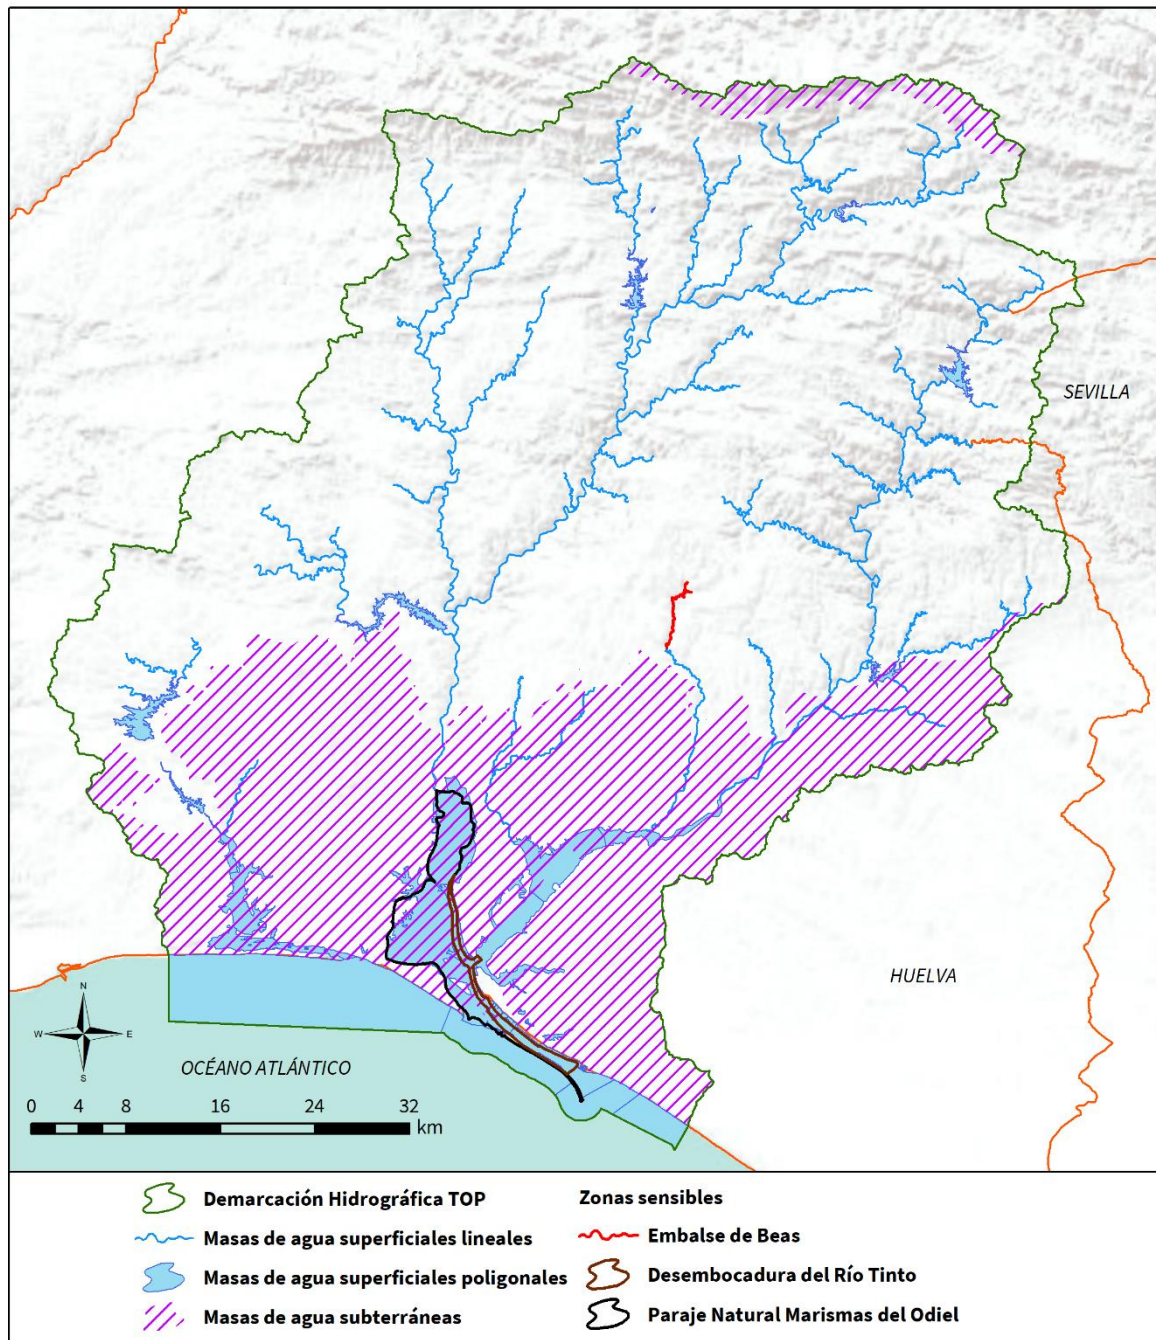 SEVILLA
HUELVA
N
W E
S
OCÉANO ATLÁNTICO
0 4 8 16 24 32
km
Demarcación Hidrográfica TOP
Masas de agua superficiales lineales
Masas de agua superficiales poligonales
Masas de agua subterráneas
Zonas sensibles
Embalse de Beas
Desembocadura del Río Tinto
Paraje Natural Marismas del Odiel